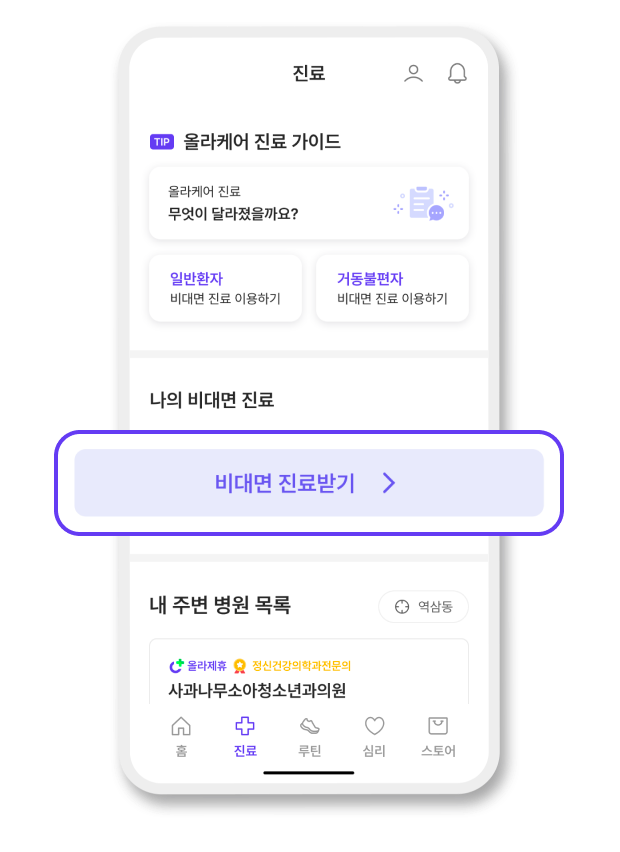 진료
TIP 올라케어 진료 가이드
올라케어 진료
무엇이 달라졌을까요?
일반환자
비대면 진료 이용하기
거동불편자
비대면 진료 이용하기
나의 비대면 진료
비대면 진료받기
내 주변 병원 목록
역삼동
올라제휴 정신건강의학과전문의
사과나무소아청소년과의원
홈 진료 루틴 심리 스토어